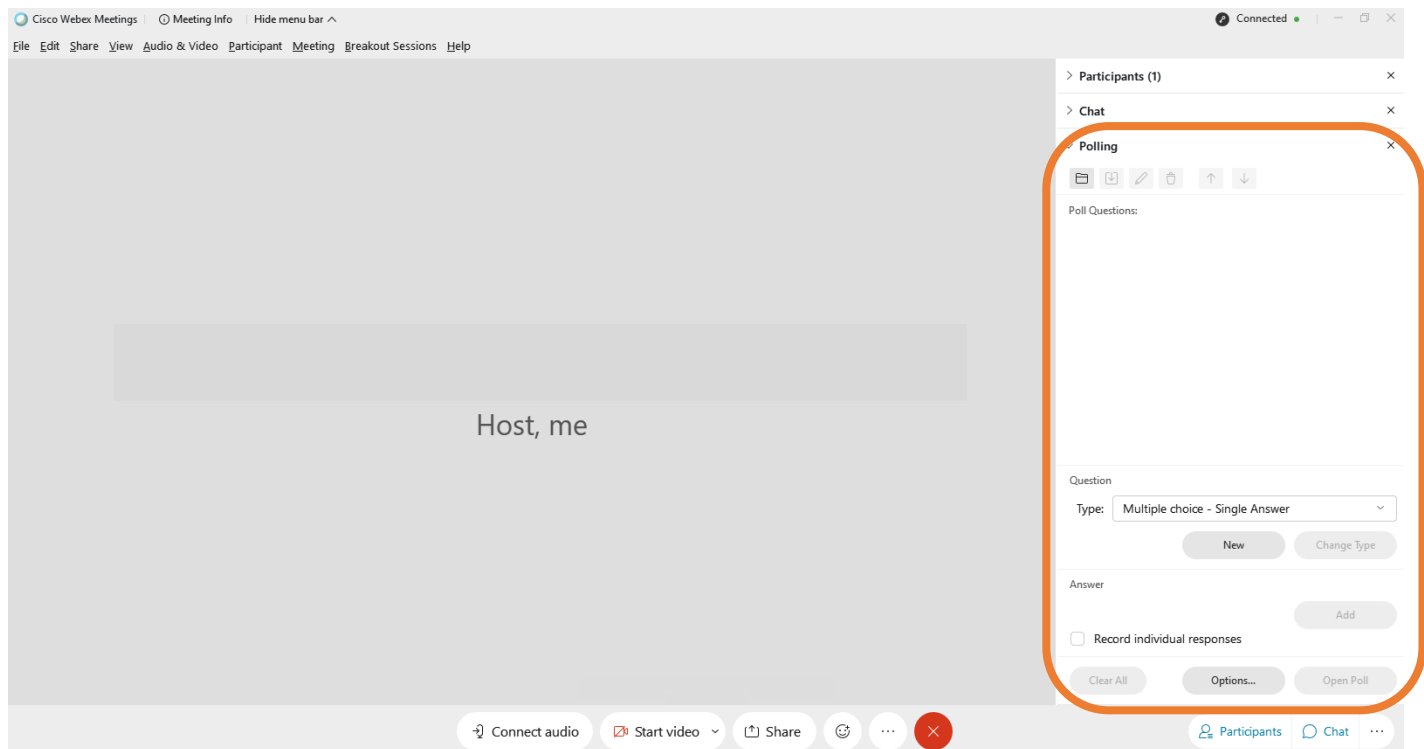 Cisco Webex Meetings Meeting Info Hide menu bar Connected
File Edit Share View Audio & Video Participant Meeting Breakout Sessions Help
Participants (1)
Chat
Polling
Poll Questions:
Host, me
Question
Type: Multiple choice - Single Answer
New Change Type
Answer
Add
Record individual responses
Clear All Options... Open Poll
Connect audio Start video Share Participants Chat